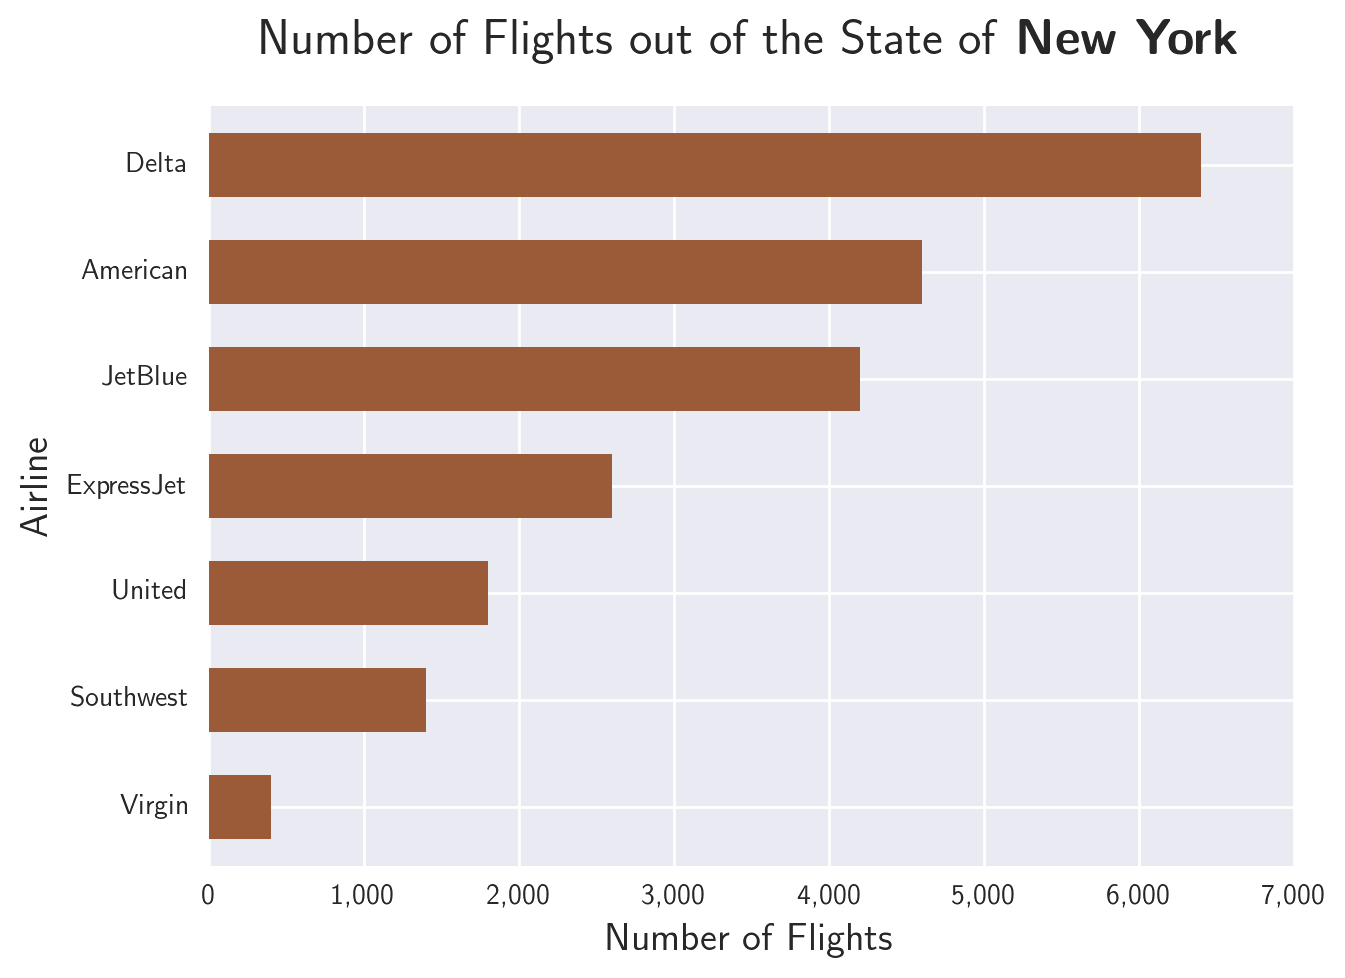 Number of Flights out of the State of New York
Delta
American
JetBlue
ExpressJet
United
Southwest
Virgin
Airline
0 1,000 2,000 3,000 4,000 5,000 6,000 7,000
Number of Flights